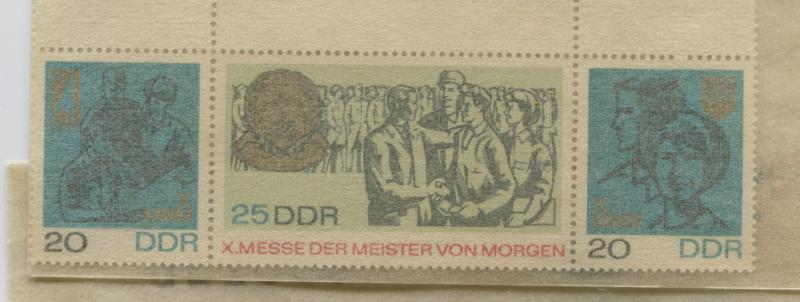 20 DDR
25 DDR
X. MESSE DER MEISTER VON MORGEN
20 DDR